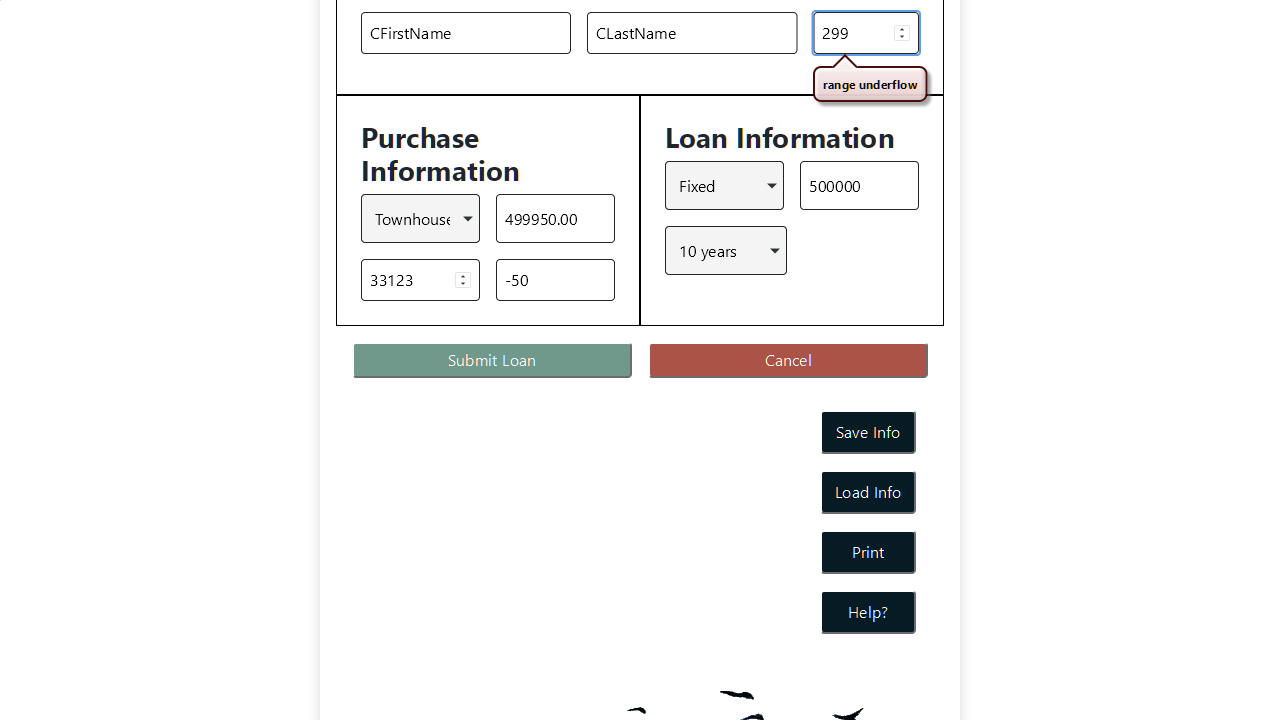 CFirstName CLastName 299
range underflow
Purchase
Information
Townhouse 499950.00
33123 -50
Loan Information
Fixed 500000
10 years
Submit Loan Cancel
Save Info
Load Info
Print
Help?